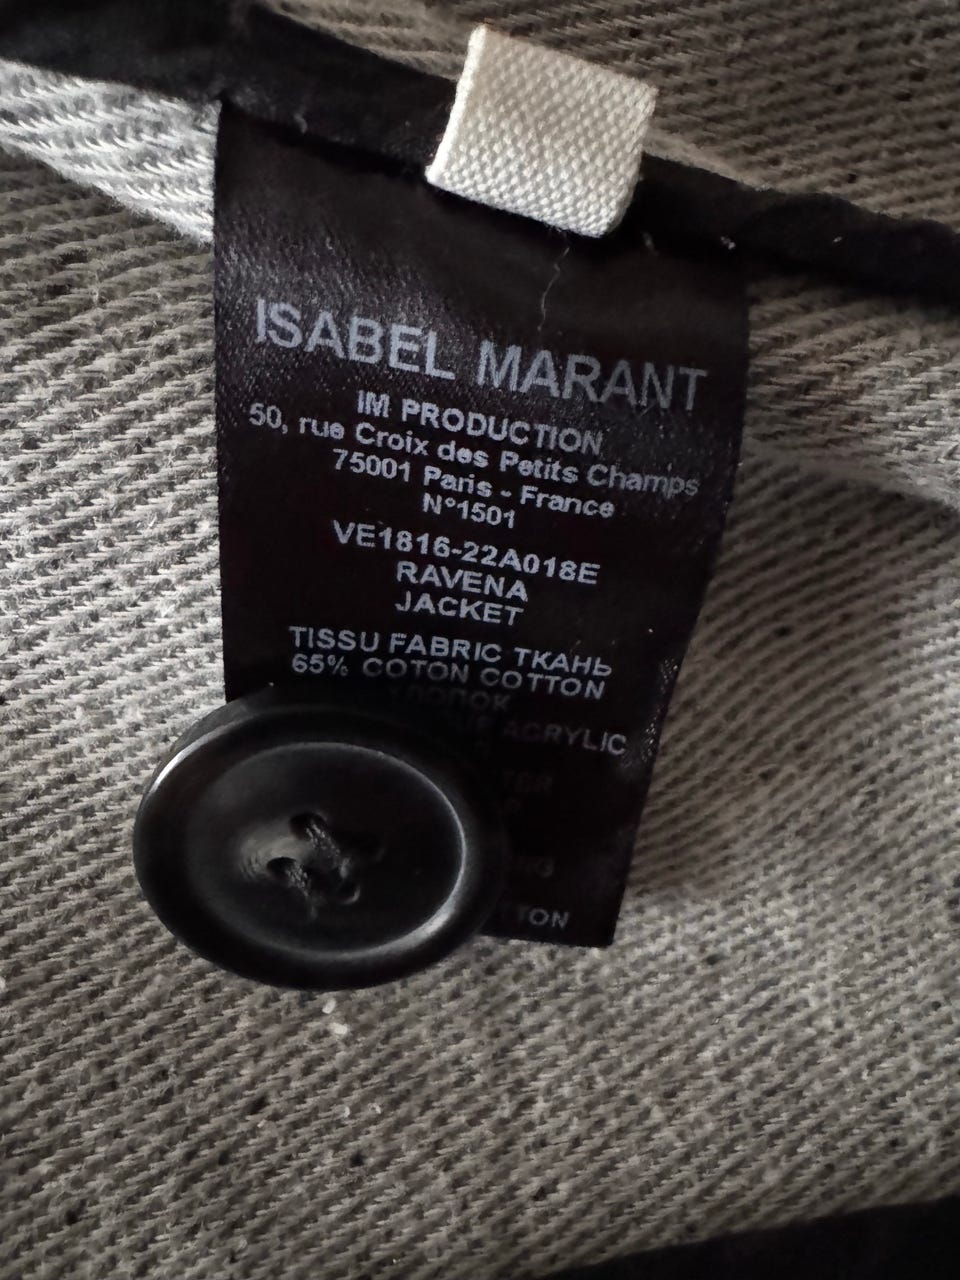 ISABEL MARANT
IM PRODUCTION
50, rue Croix des Petits Champs
75001 Paris - France
N°1501
VE1816-22A018E
RAVENA
JACKET
TISSU FABRIC ТКАНЬ
65% COTON COTTON
ACRYLIC